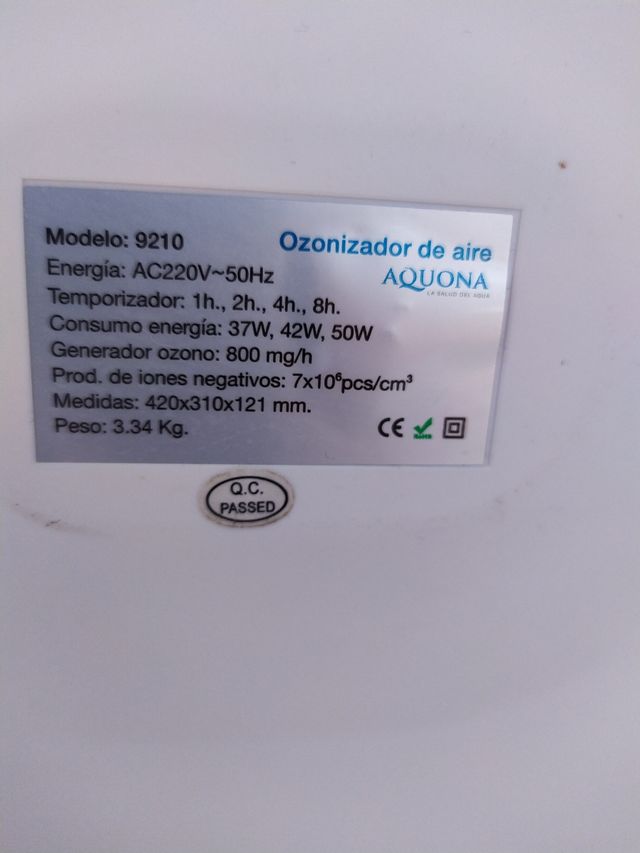 Modelo: 9210
Ozonizador de aire
Energía: AC220V~50Hz
AQUONA
LA SALUD DEL AGUA
Temporizador: 1h., 2h., 4h., 8h.
Consumo energía: 37W, 42W, 50W
Generador ozono: 800 mg/h
Prod. de iones negativos: 7x10⁶pcs/cm³
Medidas: 420x310x121 mm.
Peso: 3.34 Kg.
CE
RoHS
Q.C.
PASSED